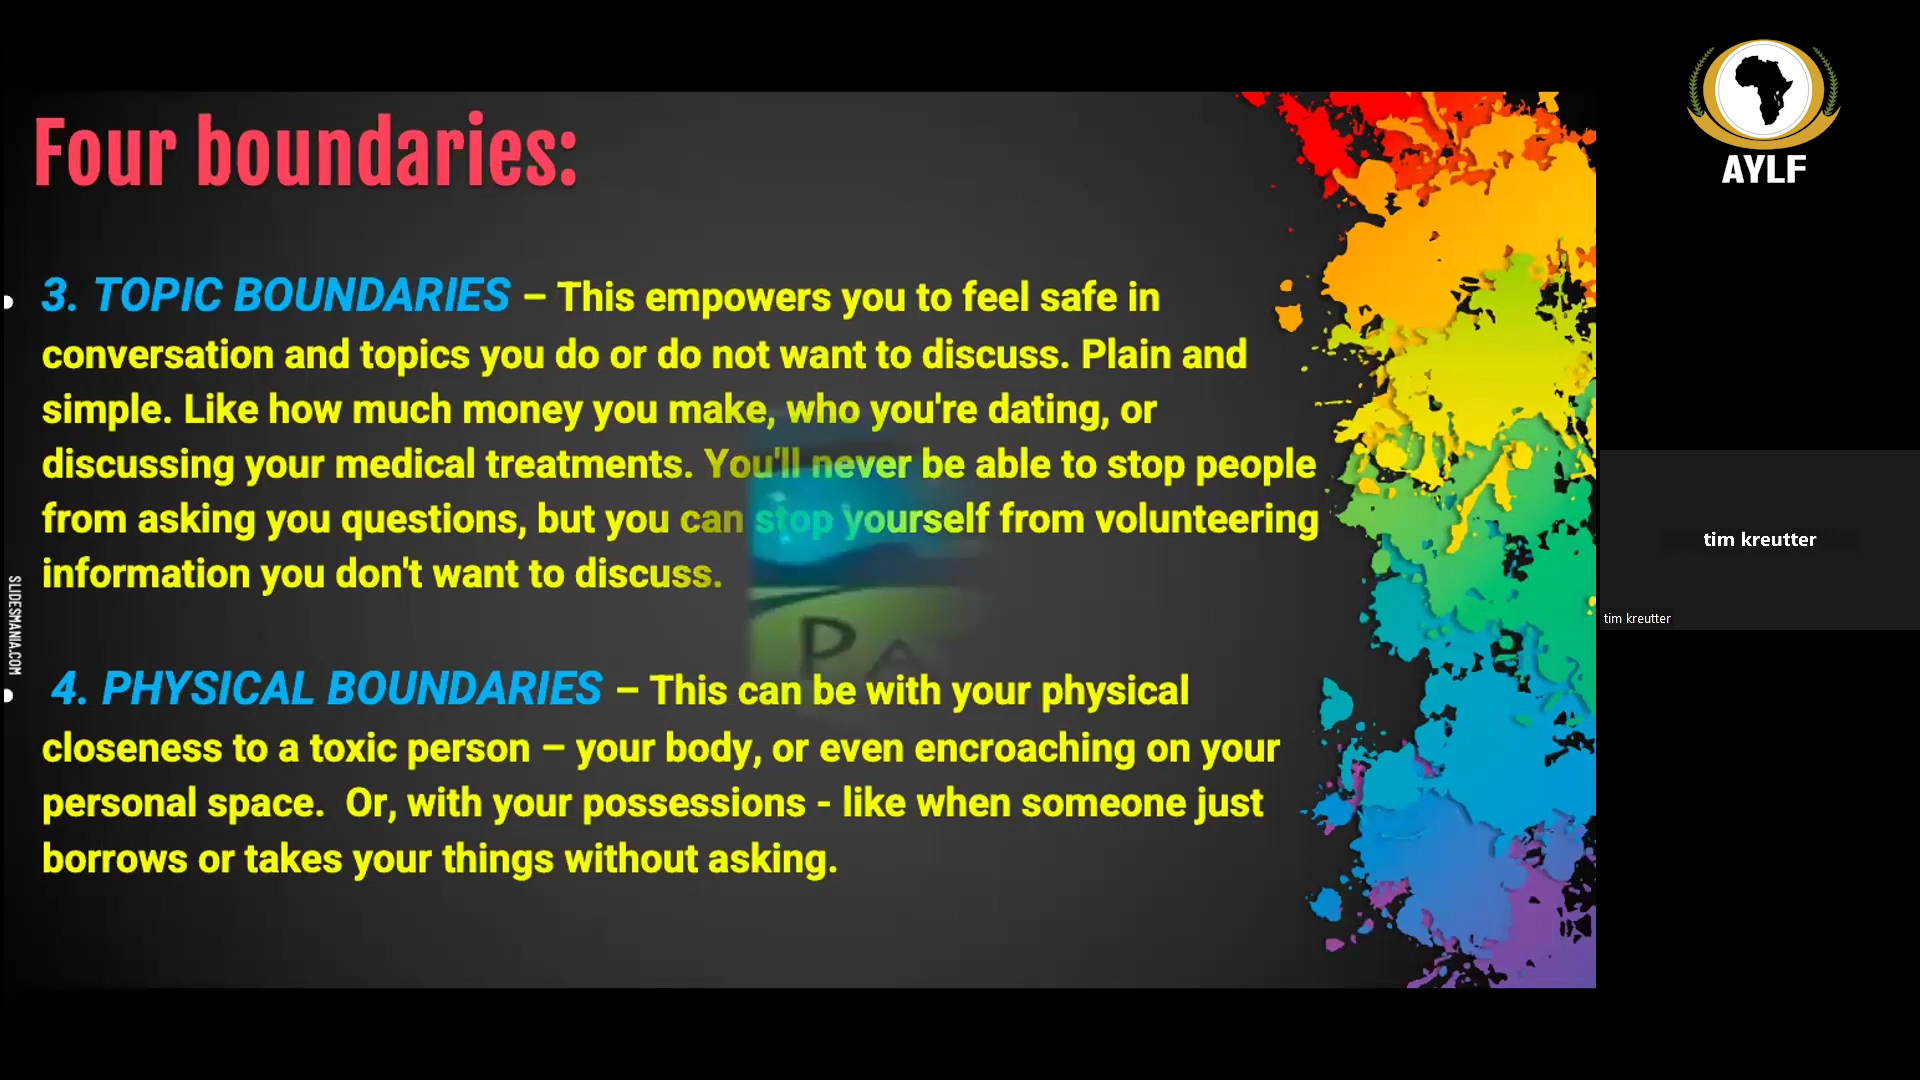 Four boundaries:
3. TOPIC BOUNDARIES – This empowers you to feel safe in
conversation and topics you do or do not want to discuss. Plain and
simple. Like how much money you make, who you're dating, or
discussing your medical treatments. You'll never be able to stop people
from asking you questions, but you can stop yourself from volunteering
information you don't want to discuss.
4. PHYSICAL BOUNDARIES – This can be with your physical
closeness to a toxic person – your body, or even encroaching on your
personal space.  Or, with your possessions - like when someone just
borrows or takes your things without asking.
SLIDESMANIA.COM
AYLF
tim kreutter
tim kreutter